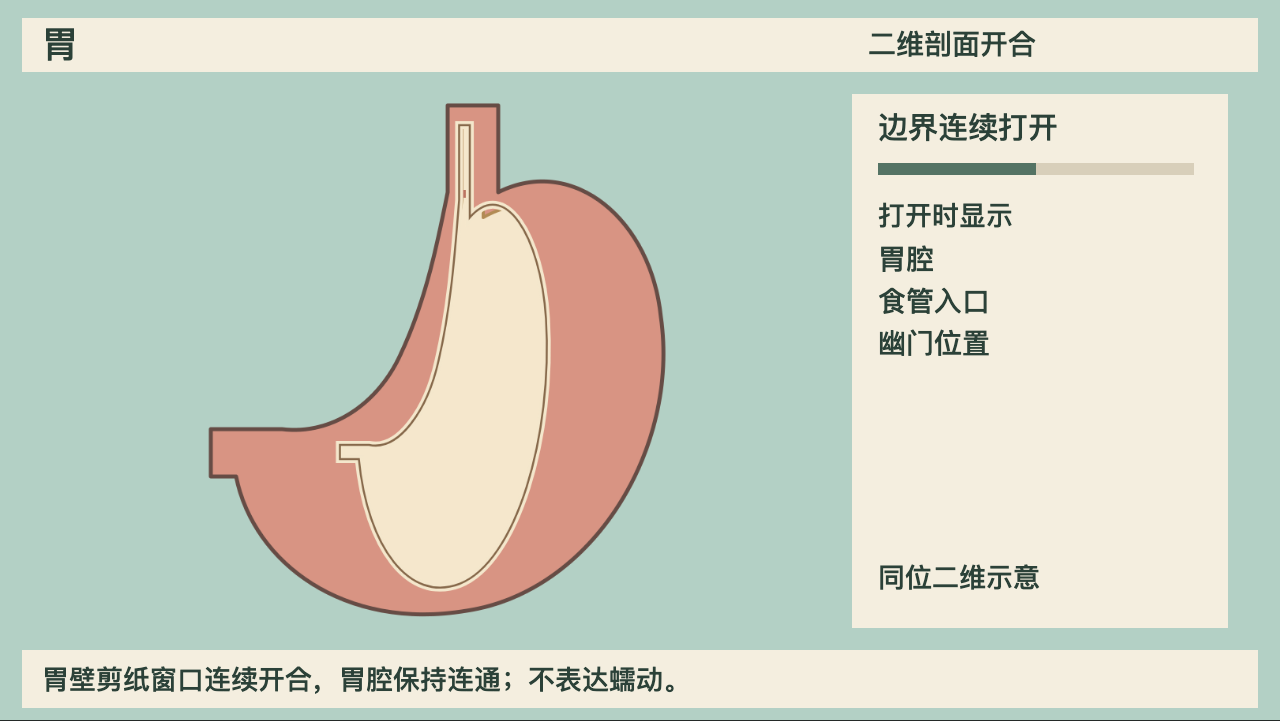 胃
二维剖面开合
边界连续打开
打开时显示
胃腔
食管入口
幽门位置
同位二维示意
胃壁剪纸窗口连续开合，胃腔保持连通；不表达蠕动。